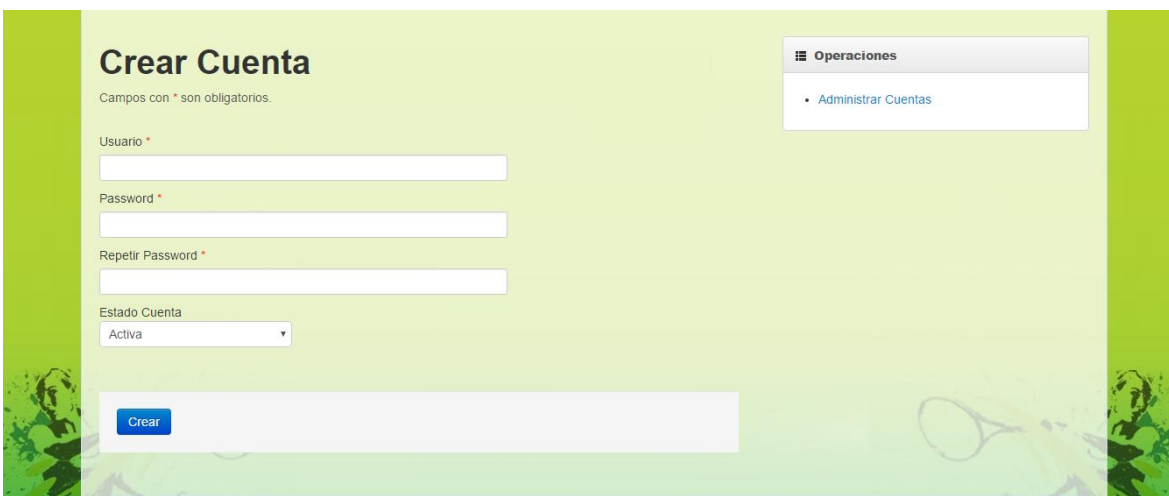 Crear Cuenta
Campos con * son obligatorios.
Usuario *
Password *
Repetir Password *
Estado Cuenta
Activa
Crear
Operaciones
Administrar Cuentas